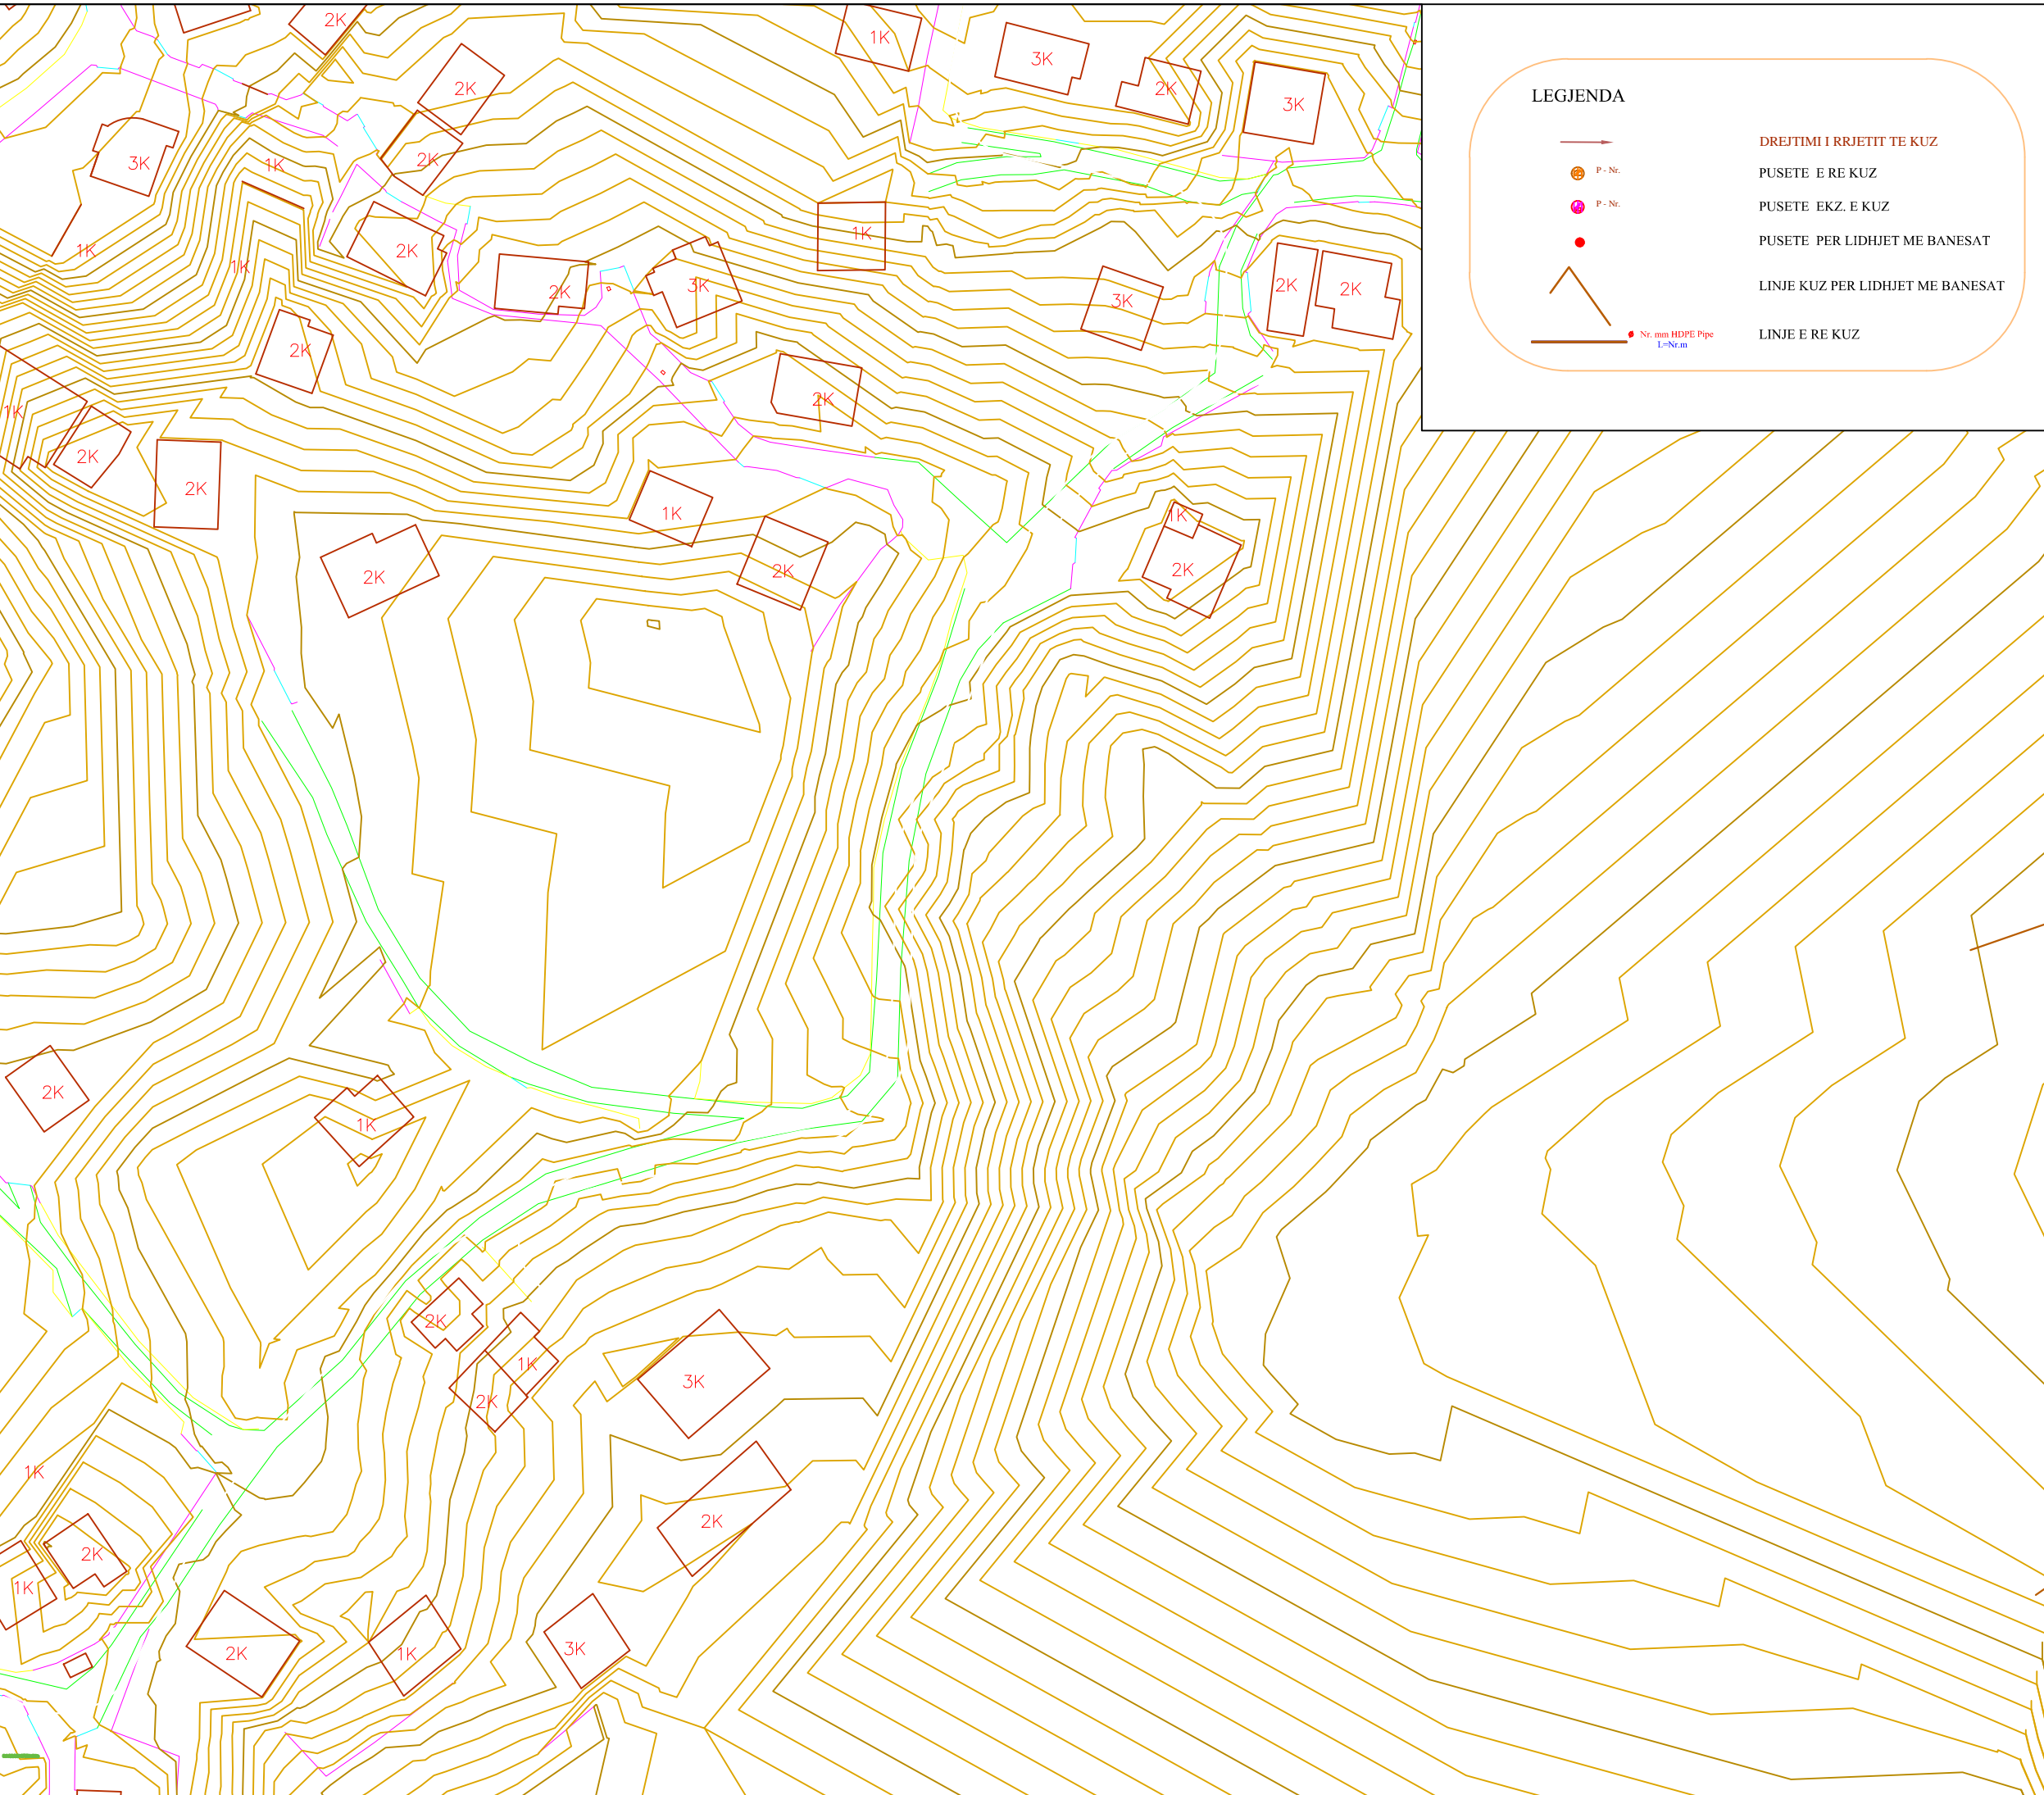 2K
1K
3K
2K
2K
3K
LEGJENDA
DREJTIMI I RRJETIT TE KUZ
P - Nr.
PUSETE E RE KUZ
P - Nr.
PUSETE EKZ. E KUZ
PUSETE PER LIDHJET ME BANESAT
LINJE KUZ PER LIDHJET ME BANESAT
Nr. mm HDPE Pipe
L=Nr.m
LINJE E RE KUZ
3K
1K
2K
1K
2K
1K
1K
2K
3K
3K
2K
2K
2K
1K
2K
2K
2K
1K
1K
2K
2K
2K
2K
1K
2K
1K
2K
3K
2K
1K
2K
2K
1K
2K
1K
3K